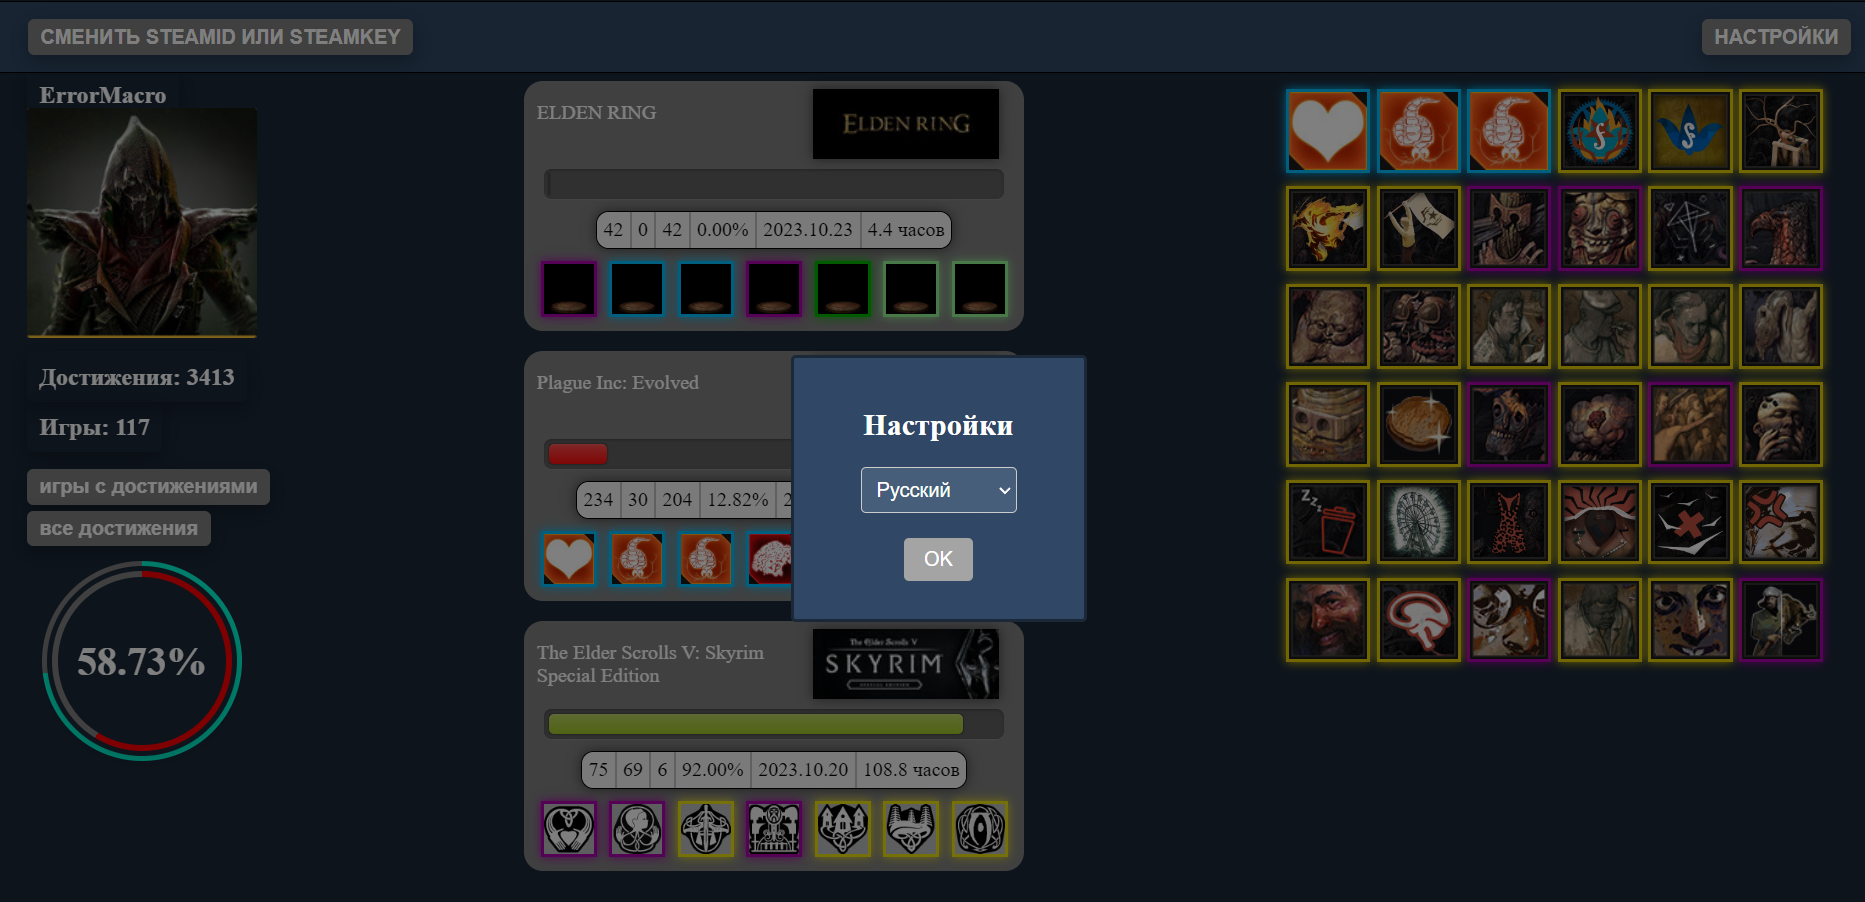 СМЕНИТЬ STEAMID ИЛИ STEAMKEY
НАСТРОЙКИ
ErrorMacro
Достижения: 3413
Игры: 117
игры с достижениями
все достижения
58.73%
ELDEN RING
ELDEN RING
42 0 42 0.00% 2023.10.23 4.4 часов
Plague Inc: Evolved
234 30 204 12.82% 2
The Elder Scrolls V: Skyrim
Special Edition
The Elder Scrolls V
SKYRIM
SPECIAL EDITION
75 69 6 92.00% 2023.10.20 108.8 часов
Настройки
Русский
OK